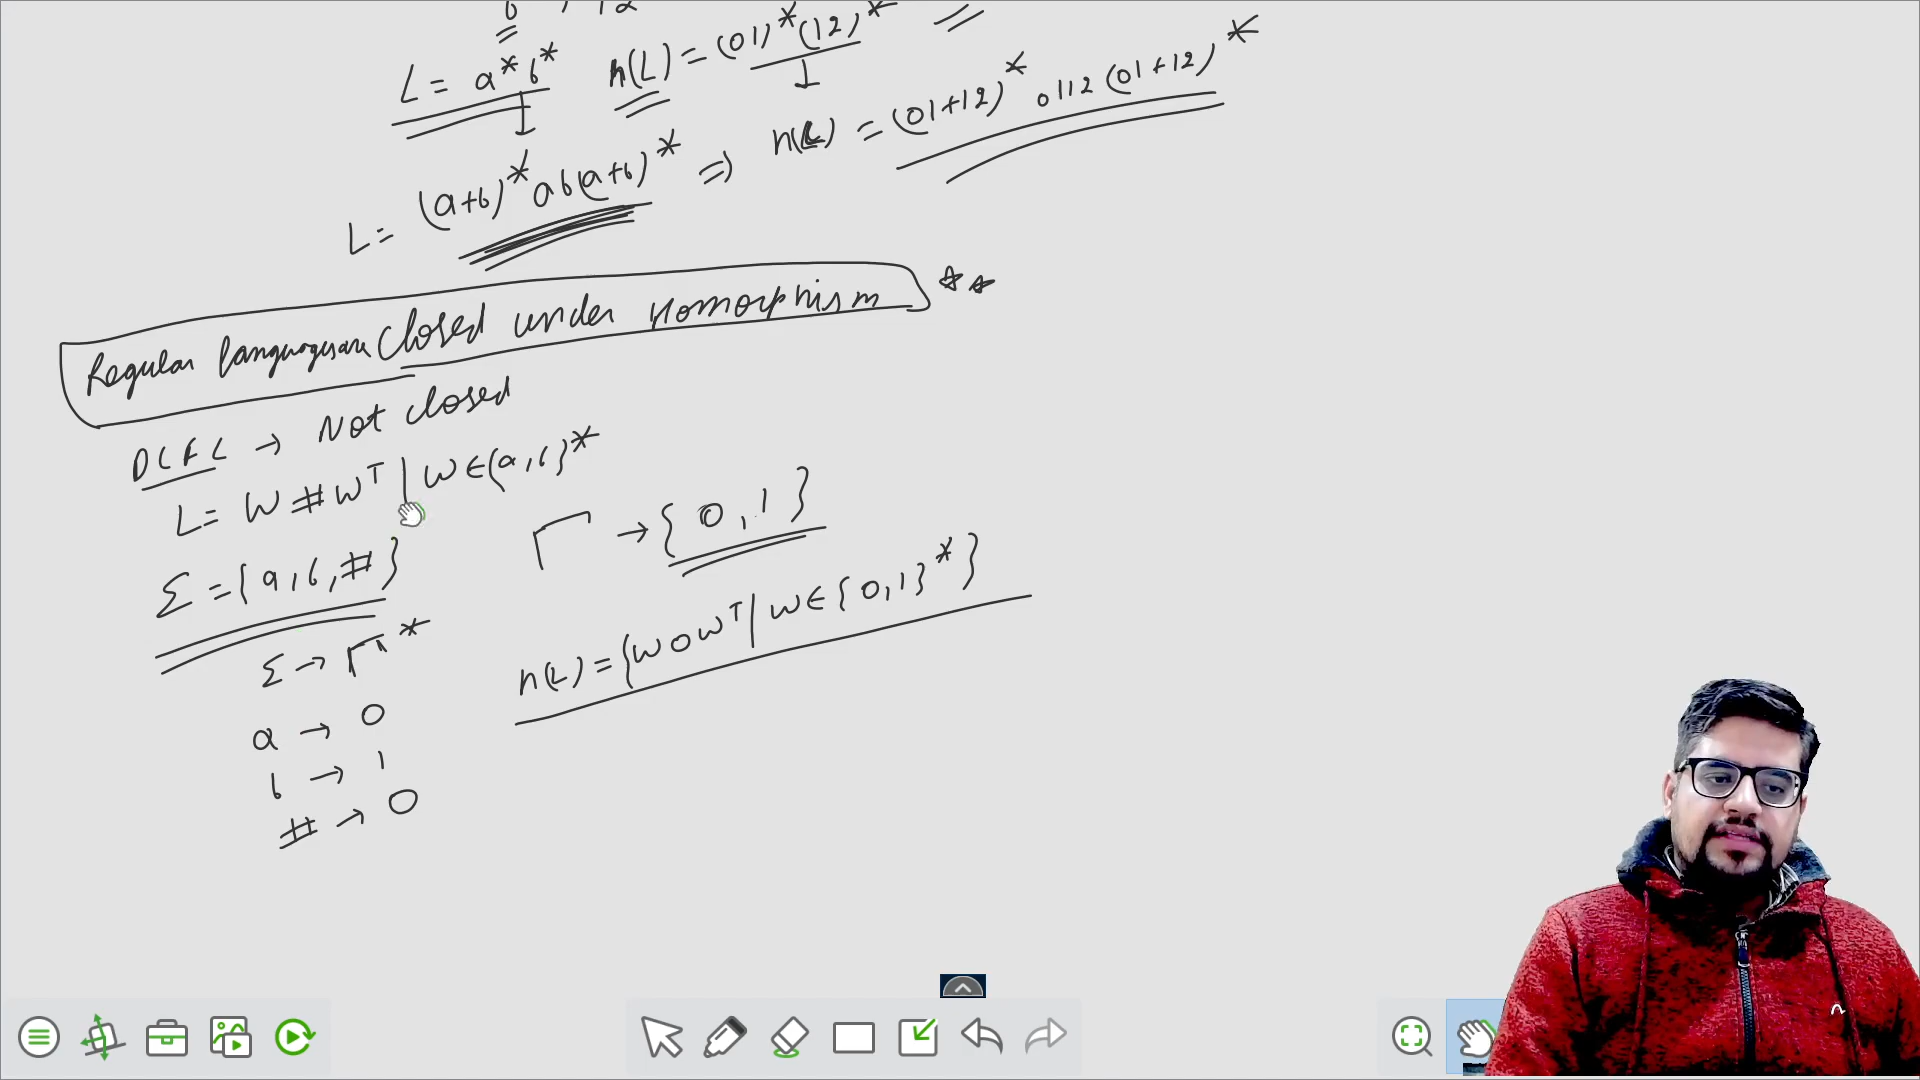 L = a*b* h(L) = (01)*(12)*
L = (a+b)*ab(a+b)* => h(L) = (01+12)*0112(01+12)*
Regular languages are closed under Homorphism **
DCFL → Not closed
L = W#W^T | W∈(a,b}*
Σ = {a,b,#} Γ → {0,1}
Σ → Γ* h(L) = {W0W^T | W∈{0,1}*}
a → 0
b → 1
# → 0